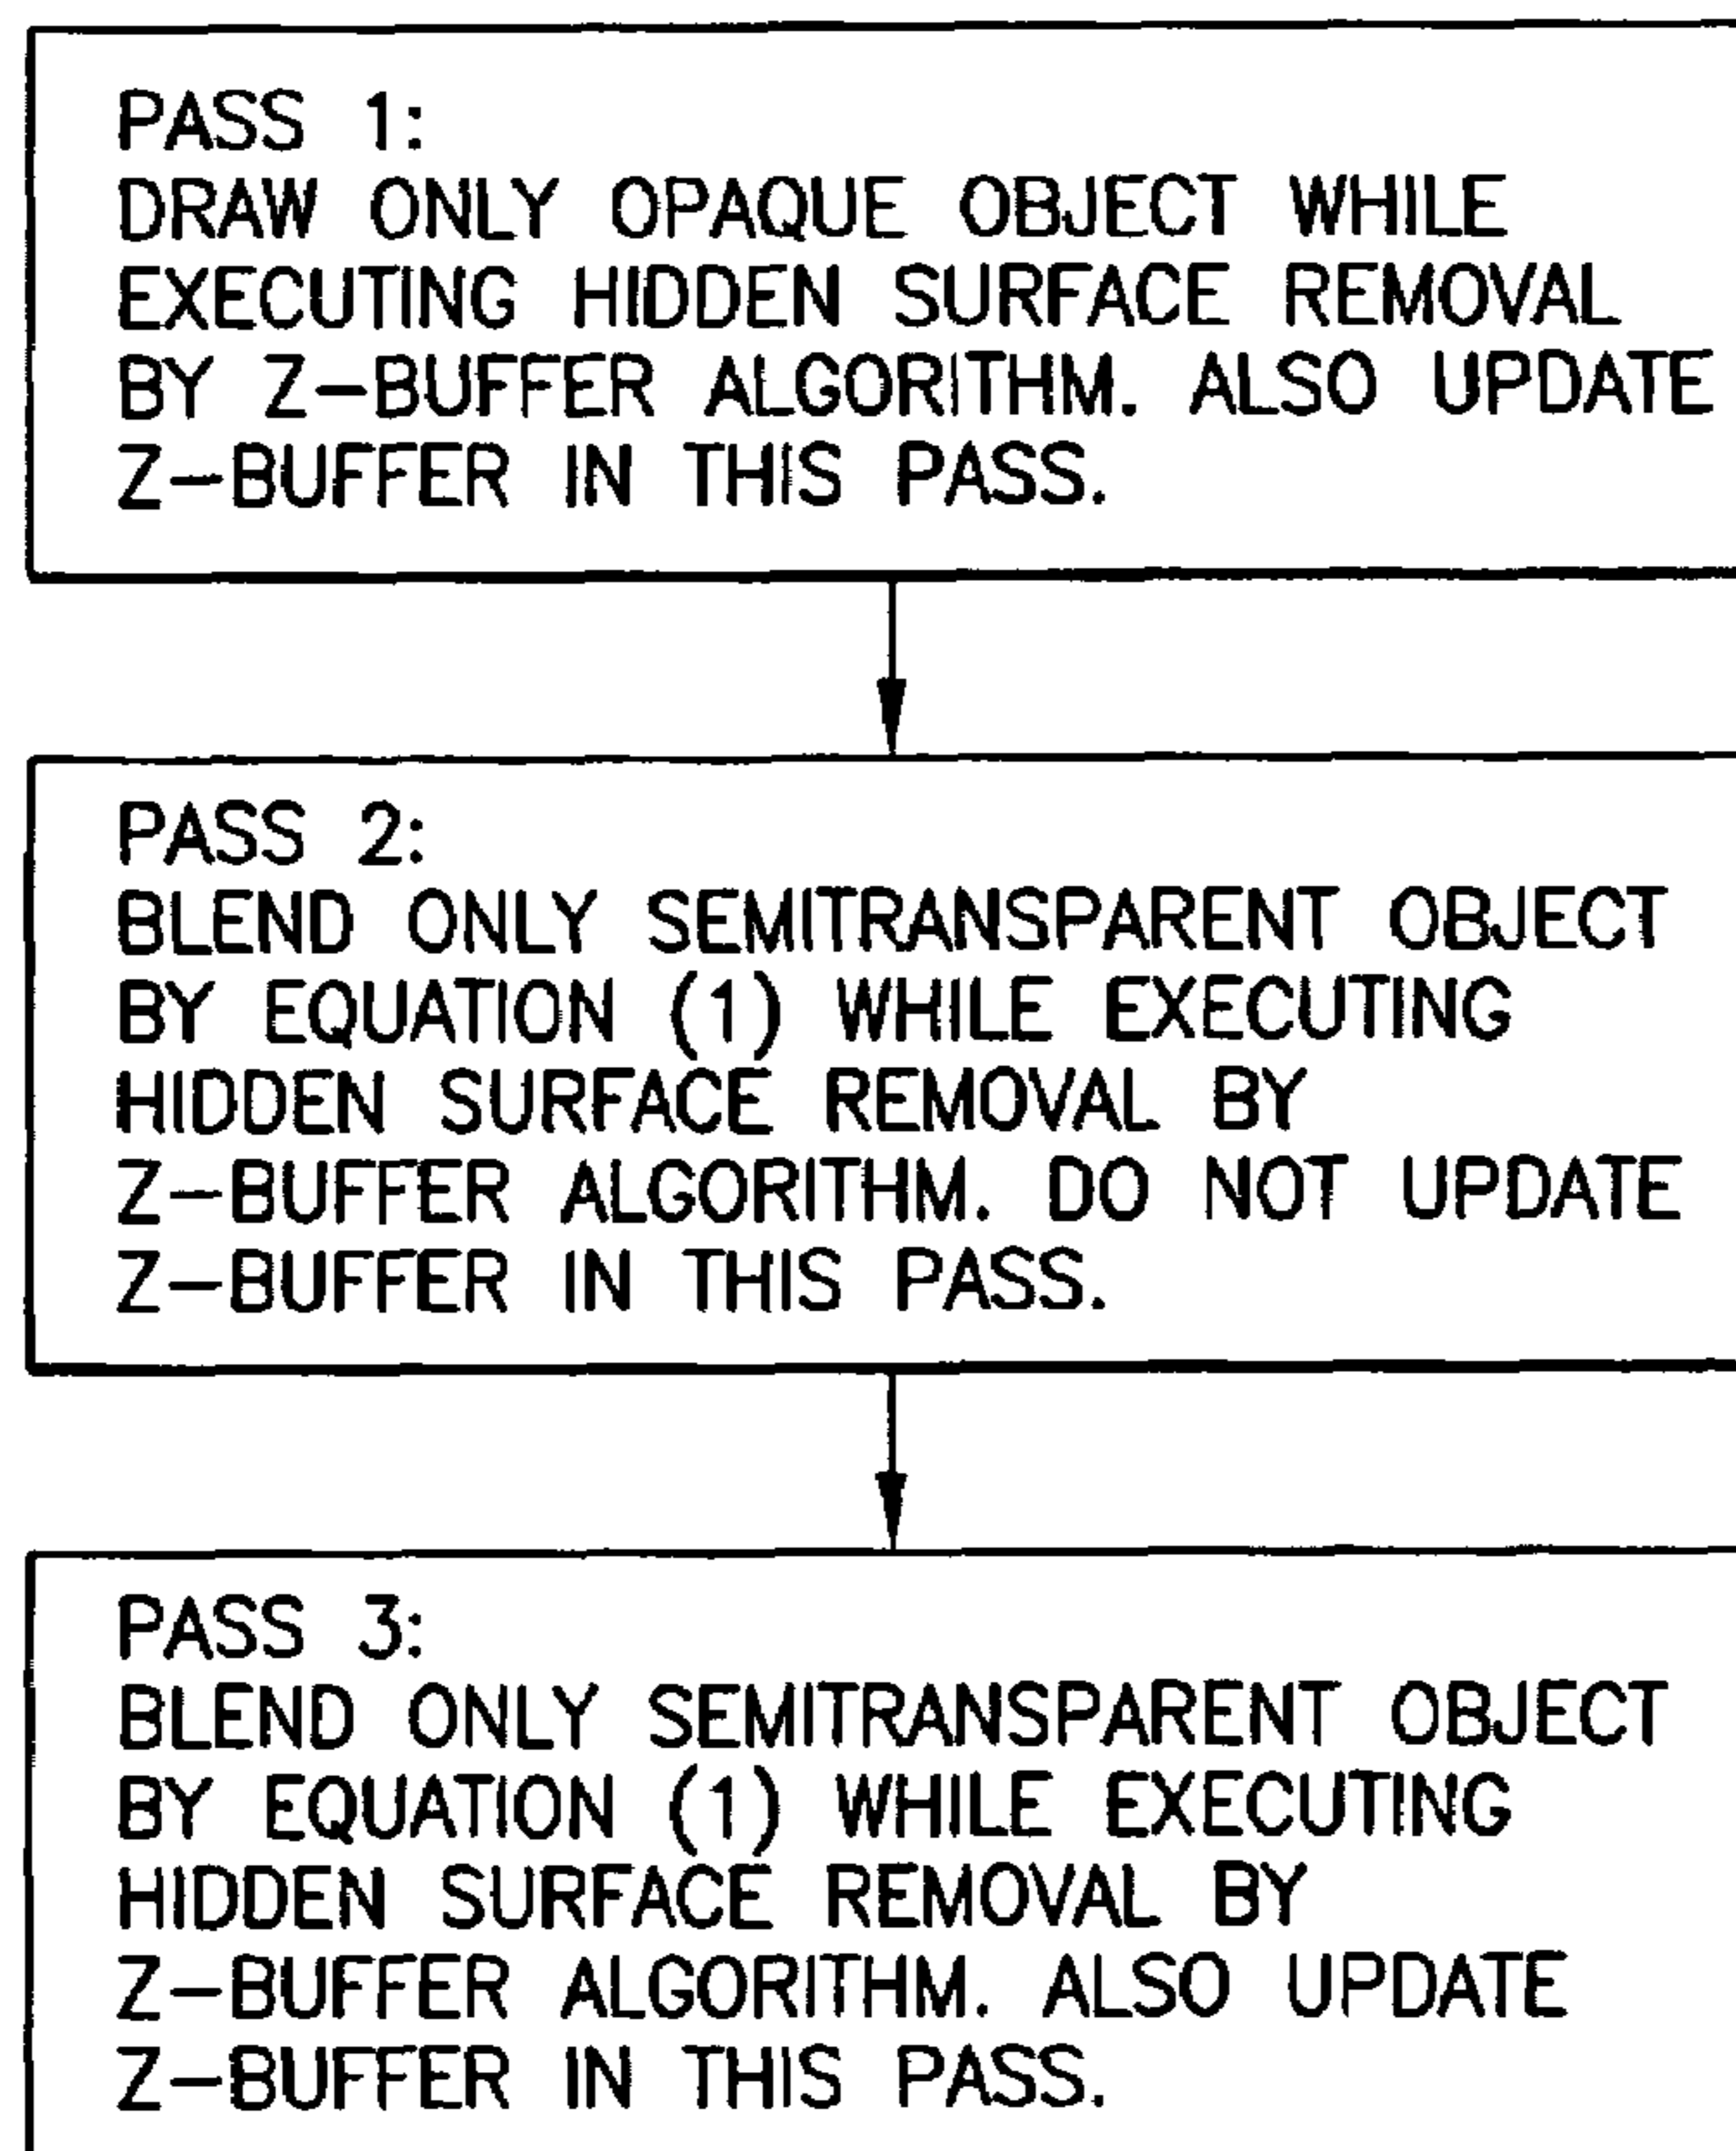 PASS 1:
DRAW ONLY OPAQUE OBJECT WHILE
EXECUTING HIDDEN SURFACE REMOVAL
BY Z-BUFFER ALGORITHM. ALSO UPDATE
Z-BUFFER IN THIS PASS.
PASS 2:
BLEND ONLY SEMITRANSPARENT OBJECT
BY EQUATION (1) WHILE EXECUTING
HIDDEN SURFACE REMOVAL BY
Z-BUFFER ALGORITHM. DO NOT UPDATE
Z-BUFFER IN THIS PASS.
PASS 3:
BLEND ONLY SEMITRANSPARENT OBJECT
BY EQUATION (1) WHILE EXECUTING
HIDDEN SURFACE REMOVAL BY
Z-BUFFER ALGORITHM. ALSO UPDATE
Z-BUFFER IN THIS PASS.